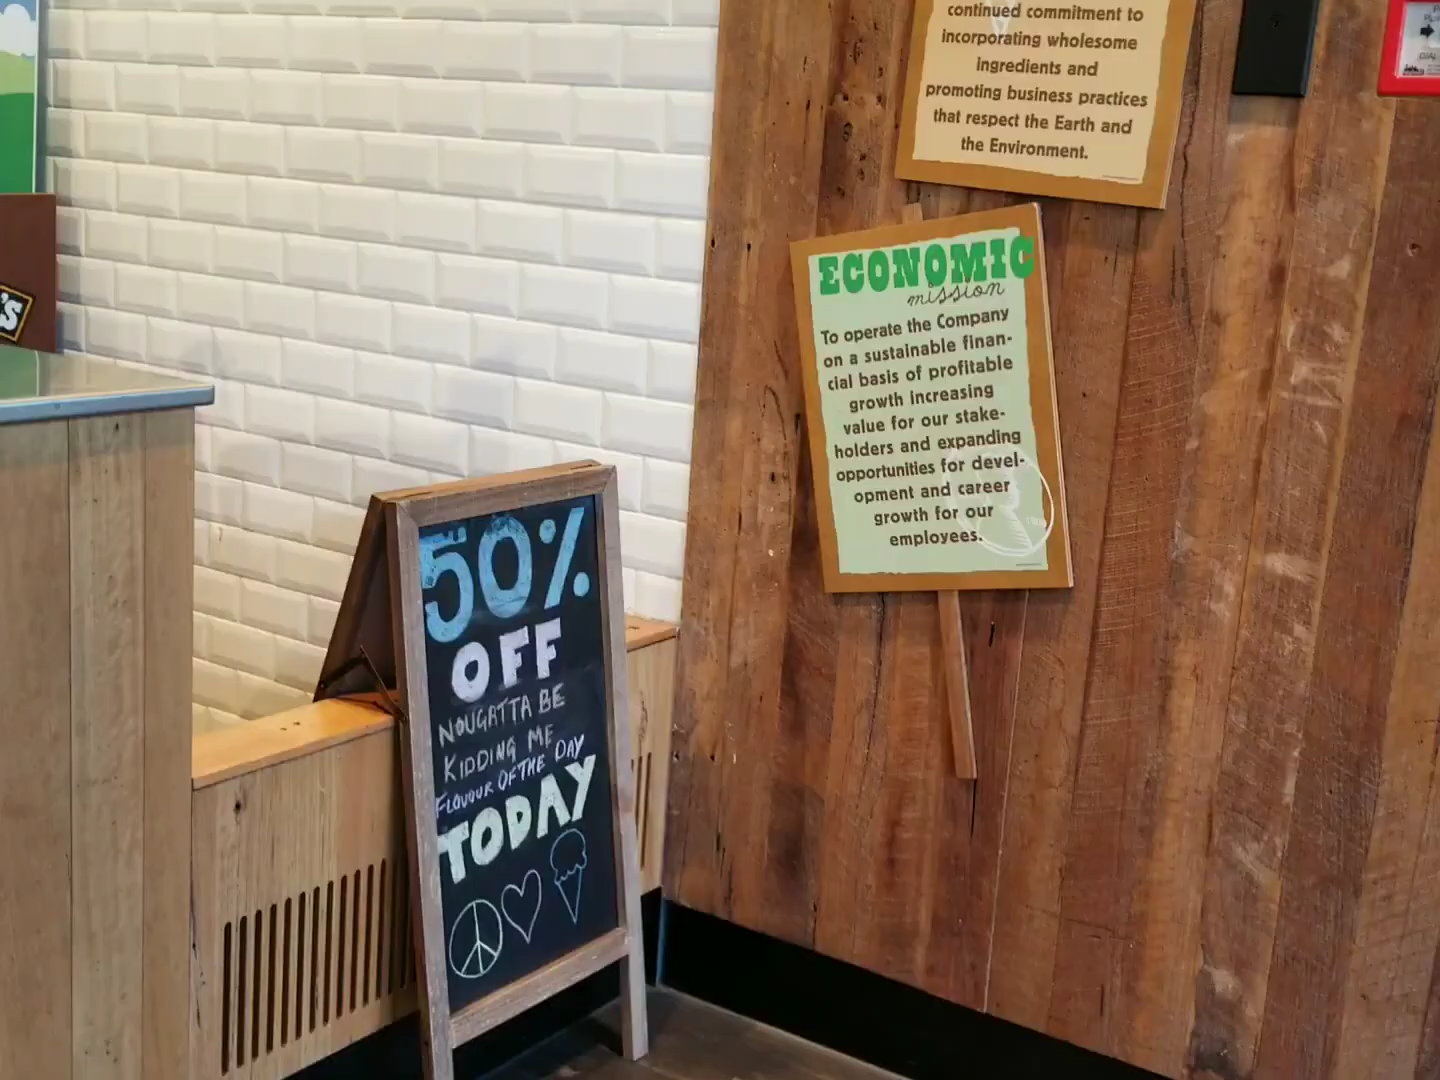 continued commitment to
incorporating wholesome
ingredients and
promoting business practices
that respect the Earth and
the Environment.
ECONOMIC
mission
To operate the Company
on a sustainable finan-
cial basis of profitable
growth increasing
value for our stake-
holders and expanding
opportunities for devel-
opment and career
growth for our
employees.
'S
50%
OFF
NOUGATTA BE
KIDDING ME
FLOVOUR OF THE DAY
TODAY